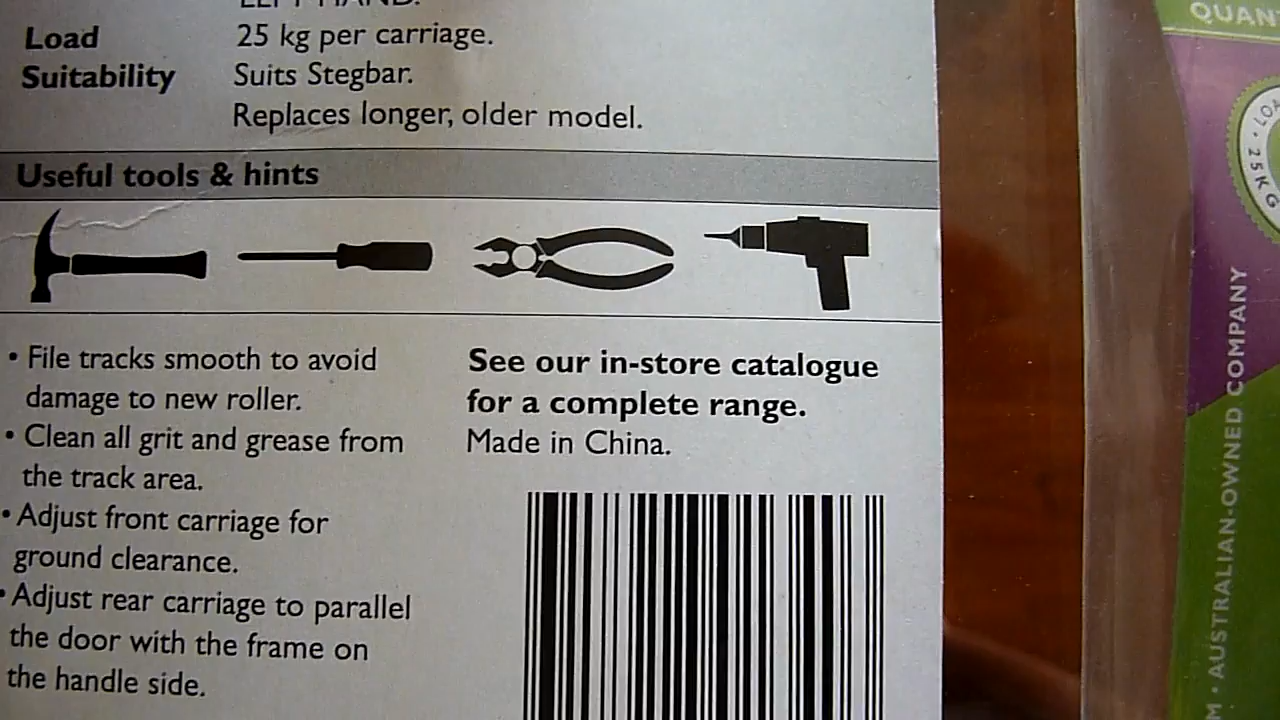 LEFT HAND.
Load 25 kg per carriage.
Suitability Suits Stegbar.
Replaces longer, older model.
Useful tools & hints
• File tracks smooth to avoid
damage to new roller.
• Clean all grit and grease from
the track area.
• Adjust front carriage for
ground clearance.
• Adjust rear carriage to parallel
the door with the frame on
the handle side.
See our in-store catalogue
for a complete range.
Made in China.
• 25KG
• AUSTRALIAN-OWNED COMPANY